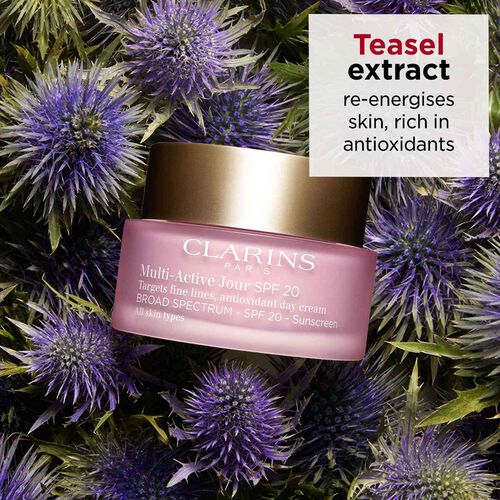 Teasel
extract
re-energises
skin, rich in
antioxidants
CLARINS
PARIS
Multi-Active Jour SPF 20
Targets fine lines, antioxidant day cream
BROAD SPECTRUM - SPF 20 - Sunscreen
All skin types